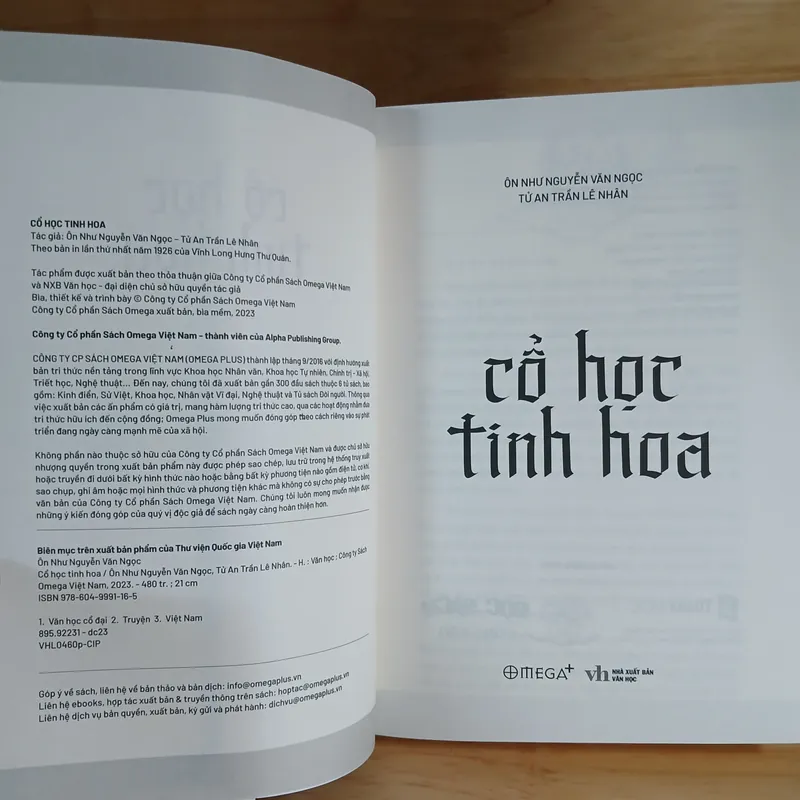 CỔ HỌC TINH HOA
Tác giả: Ôn Như Nguyễn Văn Ngọc – Tử An Trần Lê Nhân
Theo bản in lần thứ nhất năm 1926 của Vĩnh Long Hưng Thư Quán.
Tác phẩm được xuất bản theo thỏa thuận giữa Công ty Cổ phần Sách Omega Việt Nam
và NXB Văn học - đại diện chủ sở hữu quyền tác giả
Bìa, thiết kế và trình bày © Công ty Cổ phần Sách Omega Việt Nam
Công ty Cổ phần Sách Omega xuất bản, bìa mềm, 2023
Công ty Cổ phần Sách Omega Việt Nam – thành viên của Alpha Publishing Group.
CÔNG TY CP SÁCH OMEGA VIỆT NAM (OMEGA PLUS) thành lập tháng 9/2016 với định hướng xuất
bản tri thức nền tảng trong lĩnh vực Khoa học Nhân văn, Khoa học Tự nhiên, Chính trị - Xã hội,
Triết học, Nghệ thuật... Đến nay, chúng tôi đã xuất bản gần 300 đầu sách thuộc 6 tủ sách, bao
gồm: Kinh điển, Sử Việt, Khoa học, Nhân vật Vĩ đại, Nghệ thuật và Tủ sách Đời người. Thông qua
việc xuất bản các ấn phẩm có giá trị, mang hàm lượng tri thức cao, qua các hoạt động nhằm đưa
tri thức hữu ích đến cộng đồng; Omega Plus mong muốn đóng góp theo cách riêng vào sự phát
triển đang ngày càng mạnh mẽ của xã hội.
Không phần nào thuộc sở hữu của Công ty Cổ phần Sách Omega Việt Nam và được chủ sở hữu
nhượng quyền trong xuất bản phẩm này được phép sao chép, lưu trữ trong hệ thống truy xuất
hoặc truyền đi dưới bất kỳ hình thức nào hoặc bằng bất kỳ phương tiện nào gồm điện tử, cơ khí,
sao chụp, ghi âm hoặc mọi hình thức và phương tiện khác mà không có sự cho phép trước bằng
văn bản của Công ty Cổ phần Sách Omega Việt Nam. Chúng tôi luôn mong muốn nhận được
những ý kiến đóng góp của quý vị độc giả để sách ngày càng hoàn thiện hơn.
Biên mục trên xuất bản phẩm của Thư viện Quốc gia Việt Nam
Ôn Như Nguyễn Văn Ngọc
Cổ học tinh hoa / Ôn Như Nguyễn Văn Ngọc, Tử An Trần Lê Nhân. - H. : Văn học ; Công ty Sách
Omega Việt Nam, 2023. - 480 tr. ; 21 cm
ISBN 978-604-9991-16-5
1. Văn học cổ đại 2. Truyện 3. Việt Nam
895.92231 - dc23
VHL0460p-CIP
Góp ý về sách, liên hệ về bản thảo và bản dịch: info@omegaplus.vn
Liên hệ ebooks, hợp tác xuất bản & truyền thông trên sách: hoptac@omegaplus.vn
Liên hệ dịch vụ bản quyền, xuất bản, ký gửi và phát hành: dichvu@omegaplus.vn
ÔN NHƯ NGUYỄN VĂN NGỌC
TỬ AN TRẦN LÊ NHÂN
cổ học
tinh hoa
OMEGA+ vh NHÀ XUẤT BẢN
VĂN HỌC